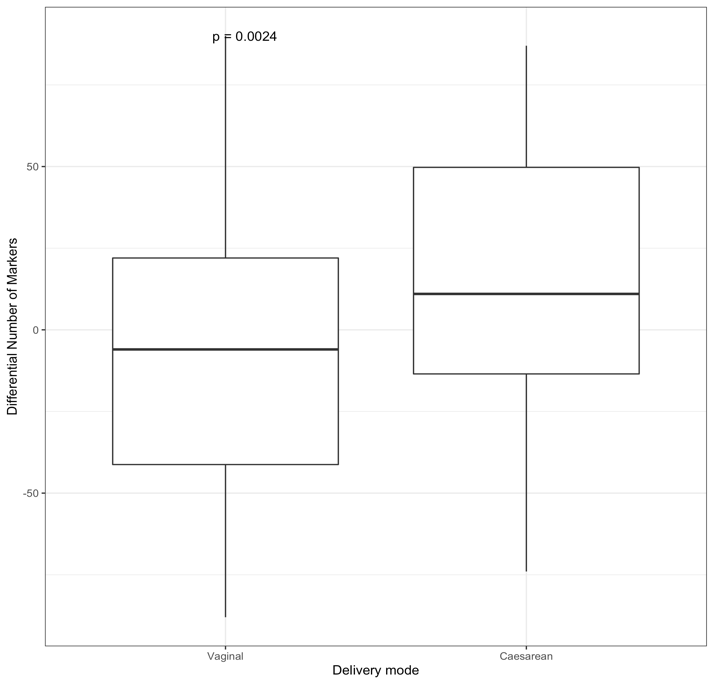 p = 0.0024
50
0
-50
Differential Number of Markers
Vaginal
Caesarean
Delivery mode